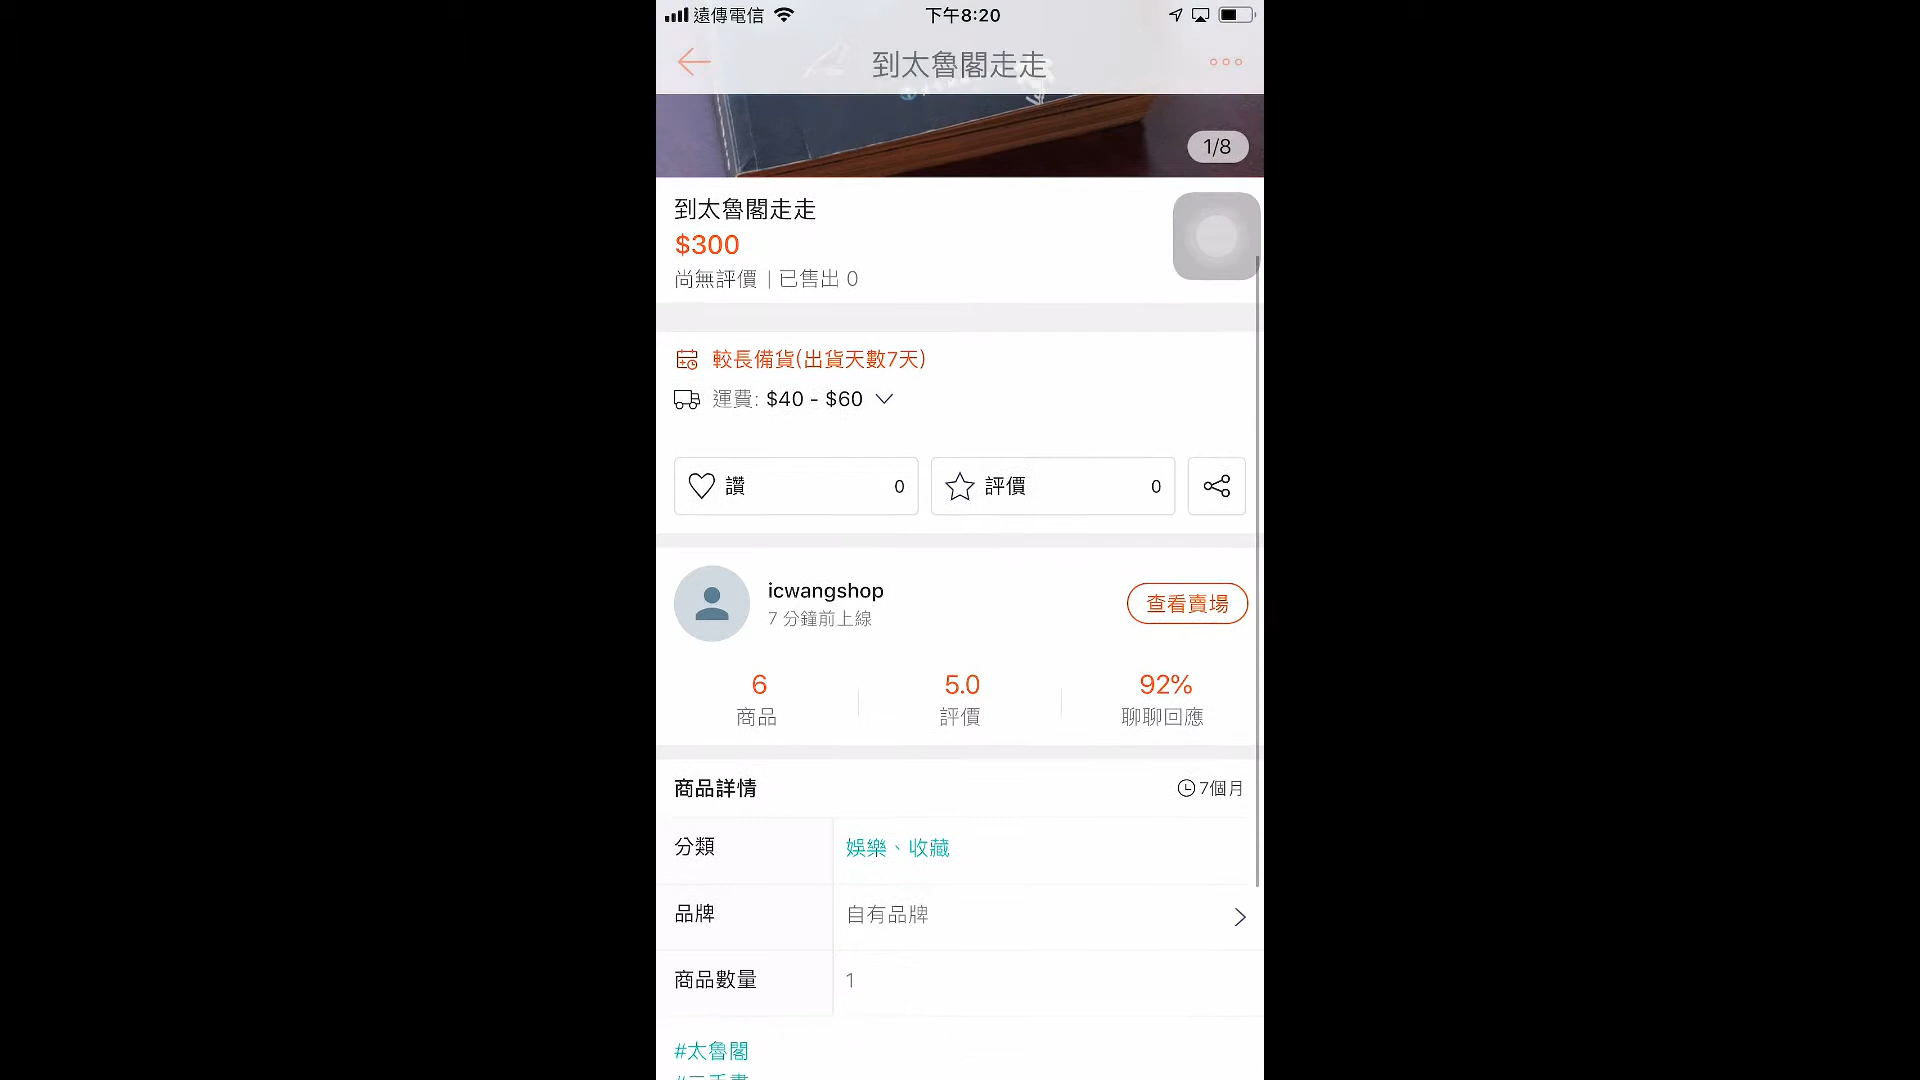 遠傳電信
下午8:20
到太魯閣走走
1/8
到太魯閣走走
$300
尚無評價 | 已售出 0
較長備貨(出貨天數7天)
運費: $40 - $60
讚 0
評價 0
icwangshop
7 分鐘前上線
查看賣場
6
商品
5.0
評價
92%
聊聊回應
商品詳情
7個月
分類
娛樂、收藏
品牌
自有品牌
商品數量
1
#太魯閣